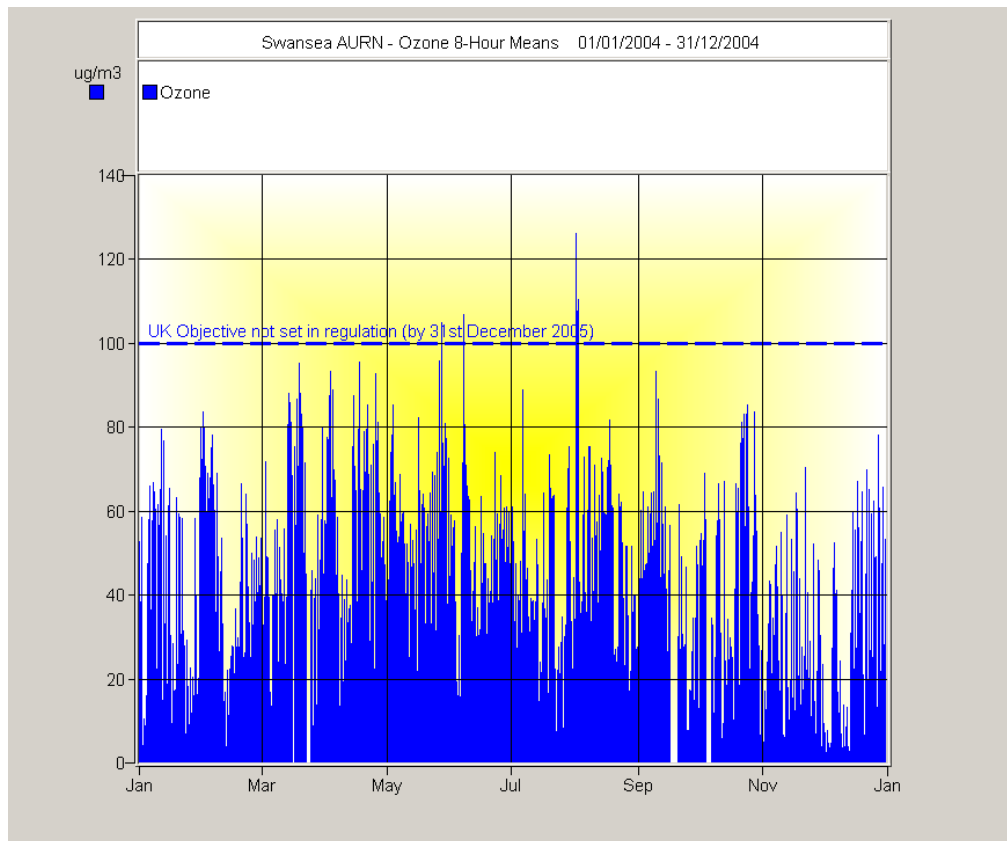 Swansea AURN - Ozone 8-Hour Means 01/01/2004 - 31/12/2004
ug/m3
Ozone
140
120
UK Objective not set in regulation (by 31st December 2005)
100
80
60
40
20
0
Jan Mar May Jul Sep Nov Jan